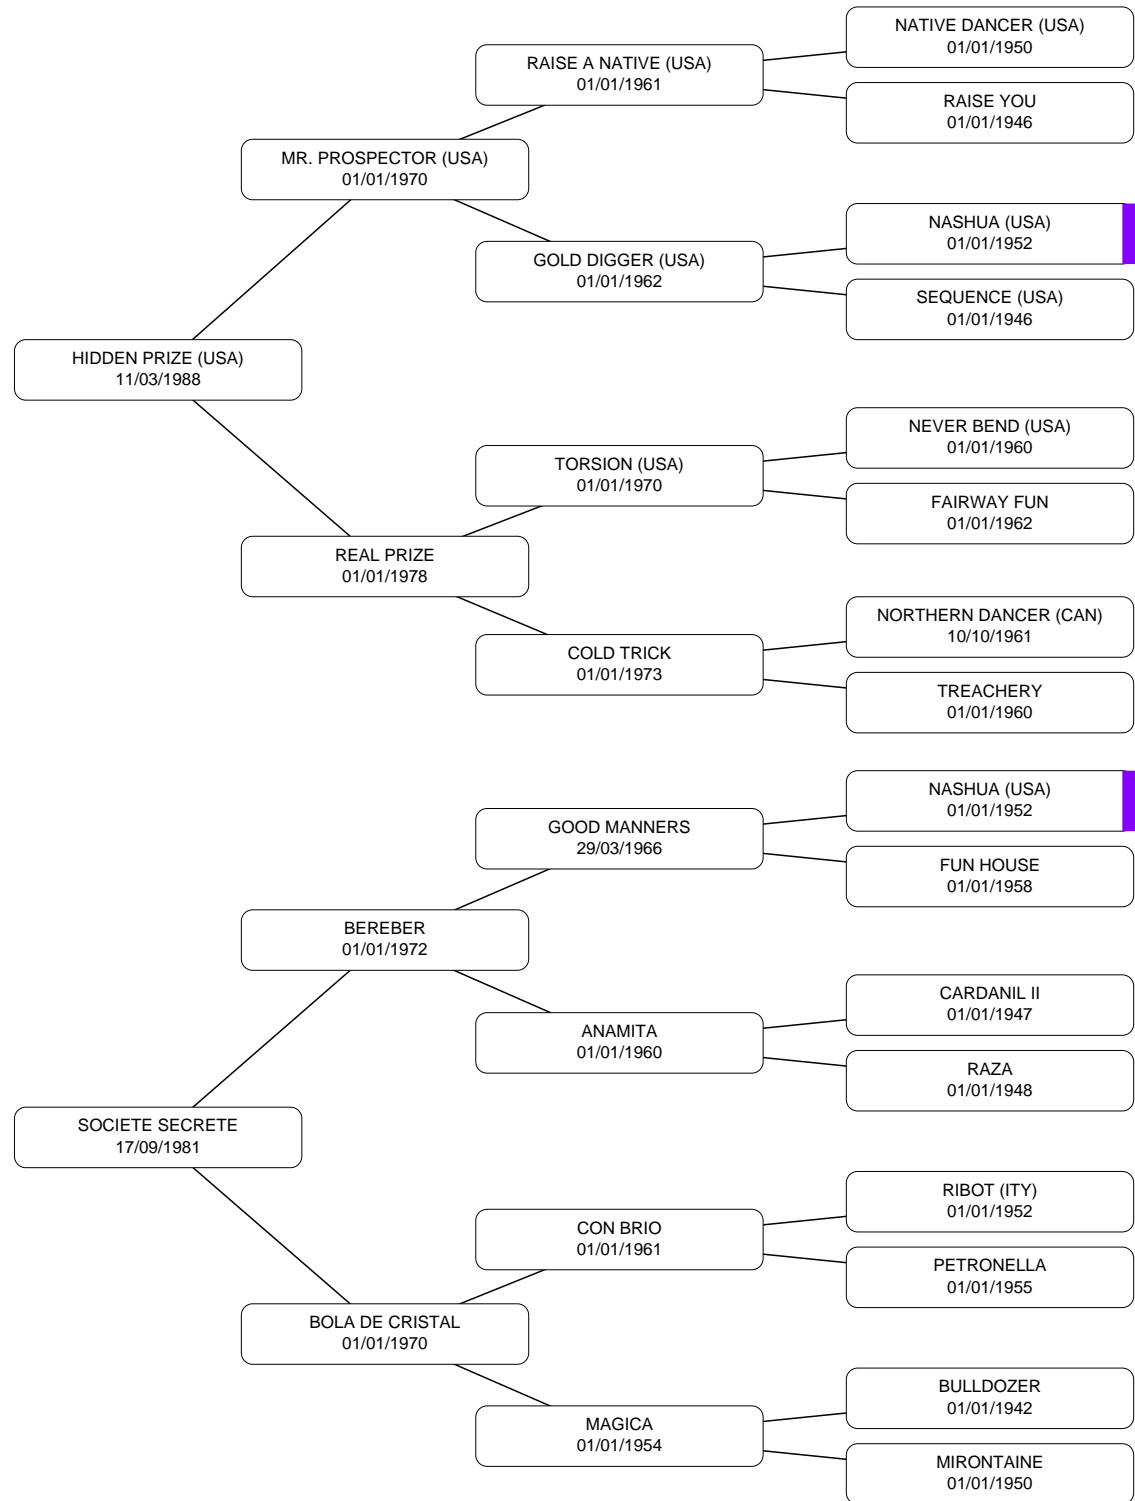 NATIVE DANCER (USA)
01/01/1950
RAISE A NATIVE (USA)
01/01/1961
RAISE YOU
01/01/1946
MR. PROSPECTOR (USA)
01/01/1970
NASHUA (USA)
01/01/1952
GOLD DIGGER (USA)
01/01/1962
SEQUENCE (USA)
01/01/1946
HIDDEN PRIZE (USA)
11/03/1988
NEVER BEND (USA)
01/01/1960
TORSION (USA)
01/01/1970
FAIRWAY FUN
01/01/1962
REAL PRIZE
01/01/1978
NORTHERN DANCER (CAN)
10/10/1961
COLD TRICK
01/01/1973
TREACHERY
01/01/1960
NASHUA (USA)
01/01/1952
GOOD MANNERS
29/03/1966
FUN HOUSE
01/01/1958
BEREBER
01/01/1972
CARDANIL II
01/01/1947
ANAMITA
01/01/1960
RAZA
01/01/1948
SOCIETE SECRETE
17/09/1981
RIBOT (ITY)
01/01/1952
CON BRIO
01/01/1961
PETRONELLA
01/01/1955
BOLA DE CRISTAL
01/01/1970
BULLDOZER
01/01/1942
MAGICA
01/01/1954
MIRONTAINE
01/01/1950